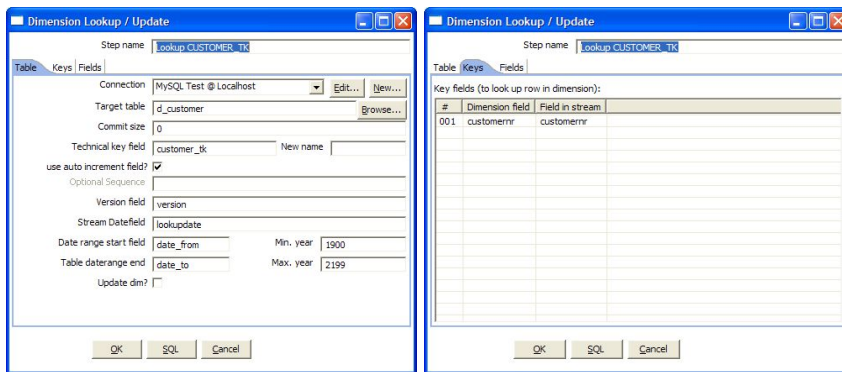 Dimension Lookup / Update
Step name Lookup CUSTOMER_TK
Table Keys Fields
Connection MySQL Test @ Localhost Edit... New...
Target table d_customer Browse...
Commit size 0
Technical key field customer_tk New name
use auto increment field?
Optional Sequence
Version field version
Stream Datefield lookupdate
Date range start field date_from Min. year 1900
Table daterange end date_to Max. year 2199
Update dim?
OK SQL Cancel
Dimension Lookup / Update
Step name Lookup CUSTOMER_TK
Table Keys Fields
Key fields (to look up row in dimension):
# Dimension field Field in stream
001 customernr customernr
OK SQL Cancel